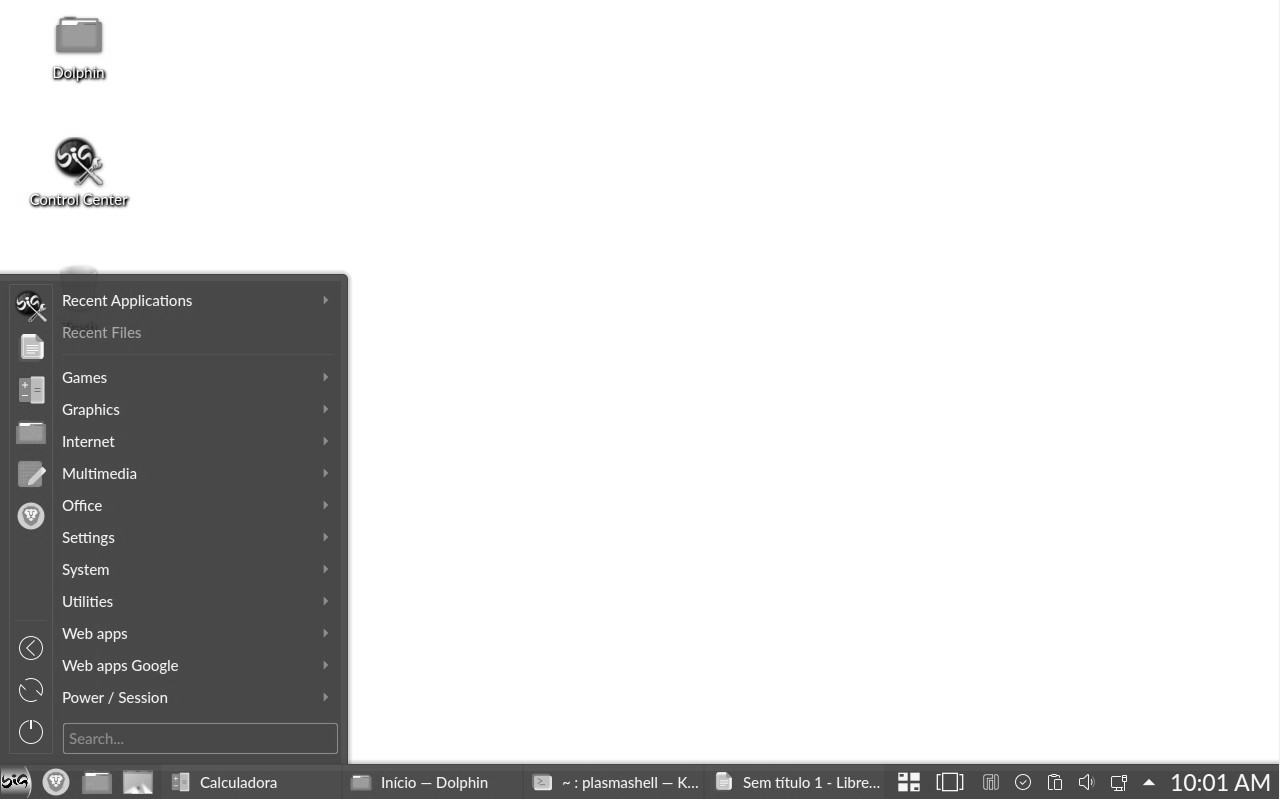 Dolphin
Control Center
Recent Applications
Recent Files
Games
Graphics
Internet
Multimedia
Office
Settings
System
Utilities
Web apps
Web apps Google
Power / Session
Search...
Calculadora
Início — Dolphin
~ : plasmashell — K...
Sem título 1 - Libre...
10:01 AM